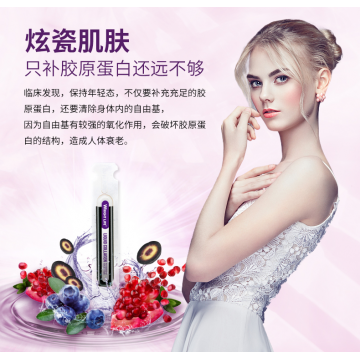 炫瓷肌肤
只补胶原蛋白还远不够
临床发现，保持年轻态，不仅要补充充足的胶
原蛋白，还要清除身体内的自由基，
因为自由基有较强的氧化作用，会破坏胶原蛋
白的结构，造成人体衰老。